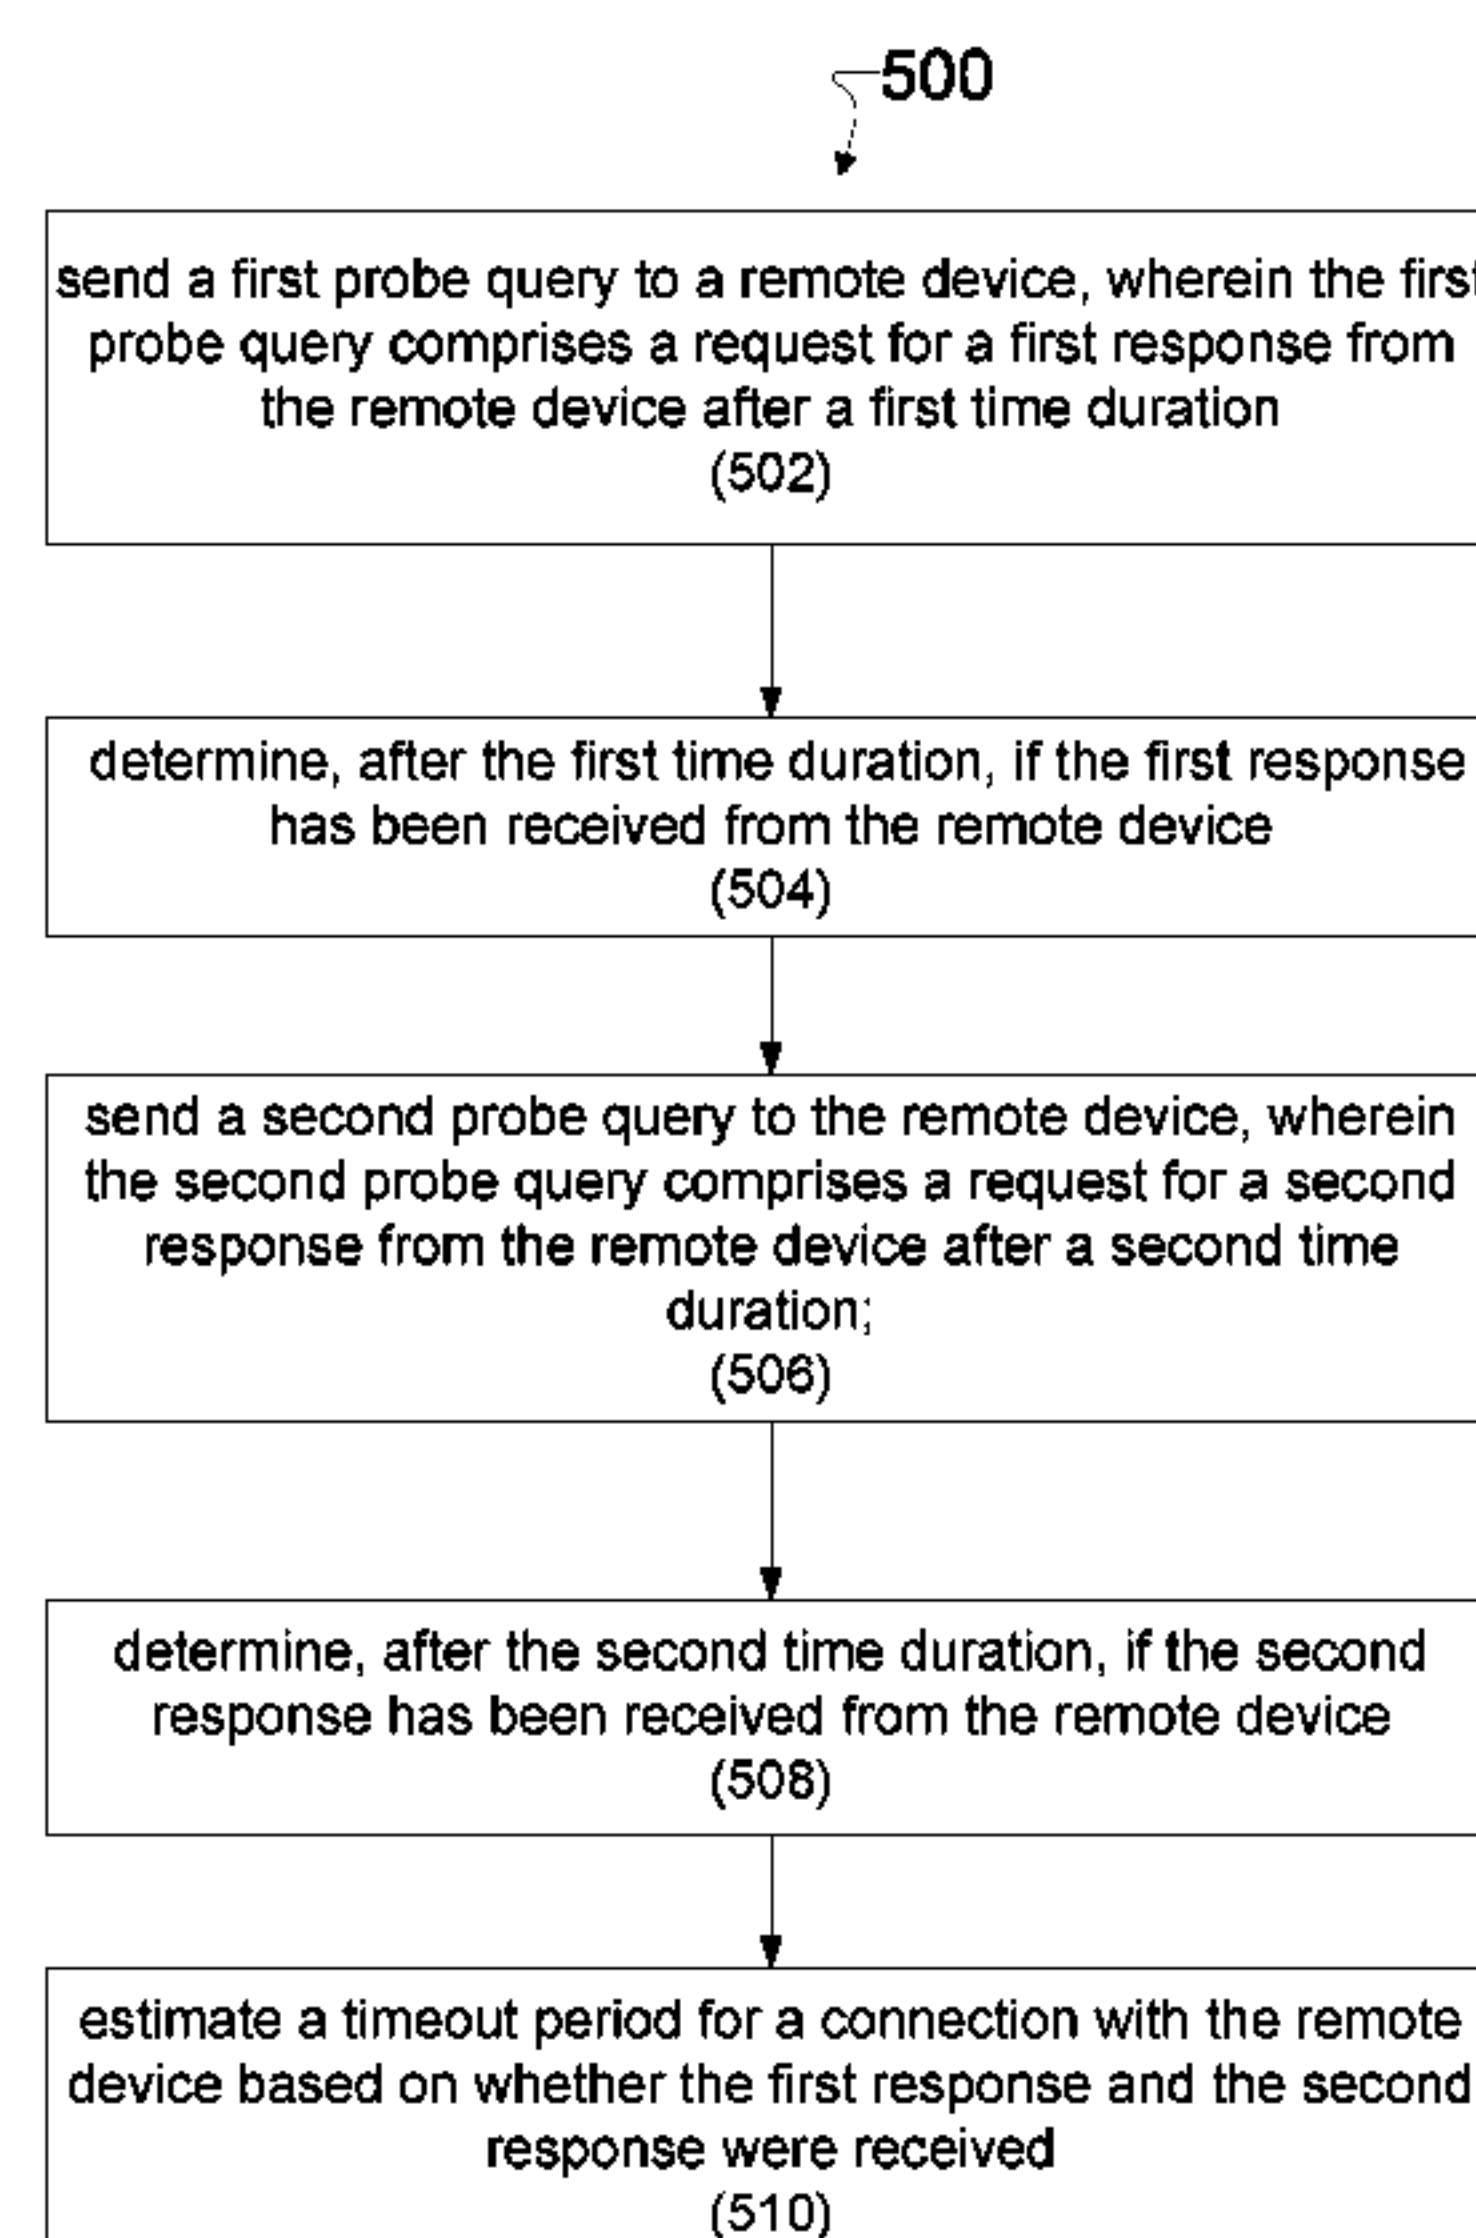 500
send a first probe query to a remote device, wherein the first
probe query comprises a request for a first response from
the remote device after a first time duration
(502)
determine, after the first time duration, if the first response
has been received from the remote device
(504)
send a second probe query to the remote device, wherein
the second probe query comprises a request for a second
response from the remote device after a second time
duration;
(506)
determine, after the second time duration, if the second
response has been received from the remote device
(508)
estimate a timeout period for a connection with the remote
device based on whether the first response and the second
response were received
(510)